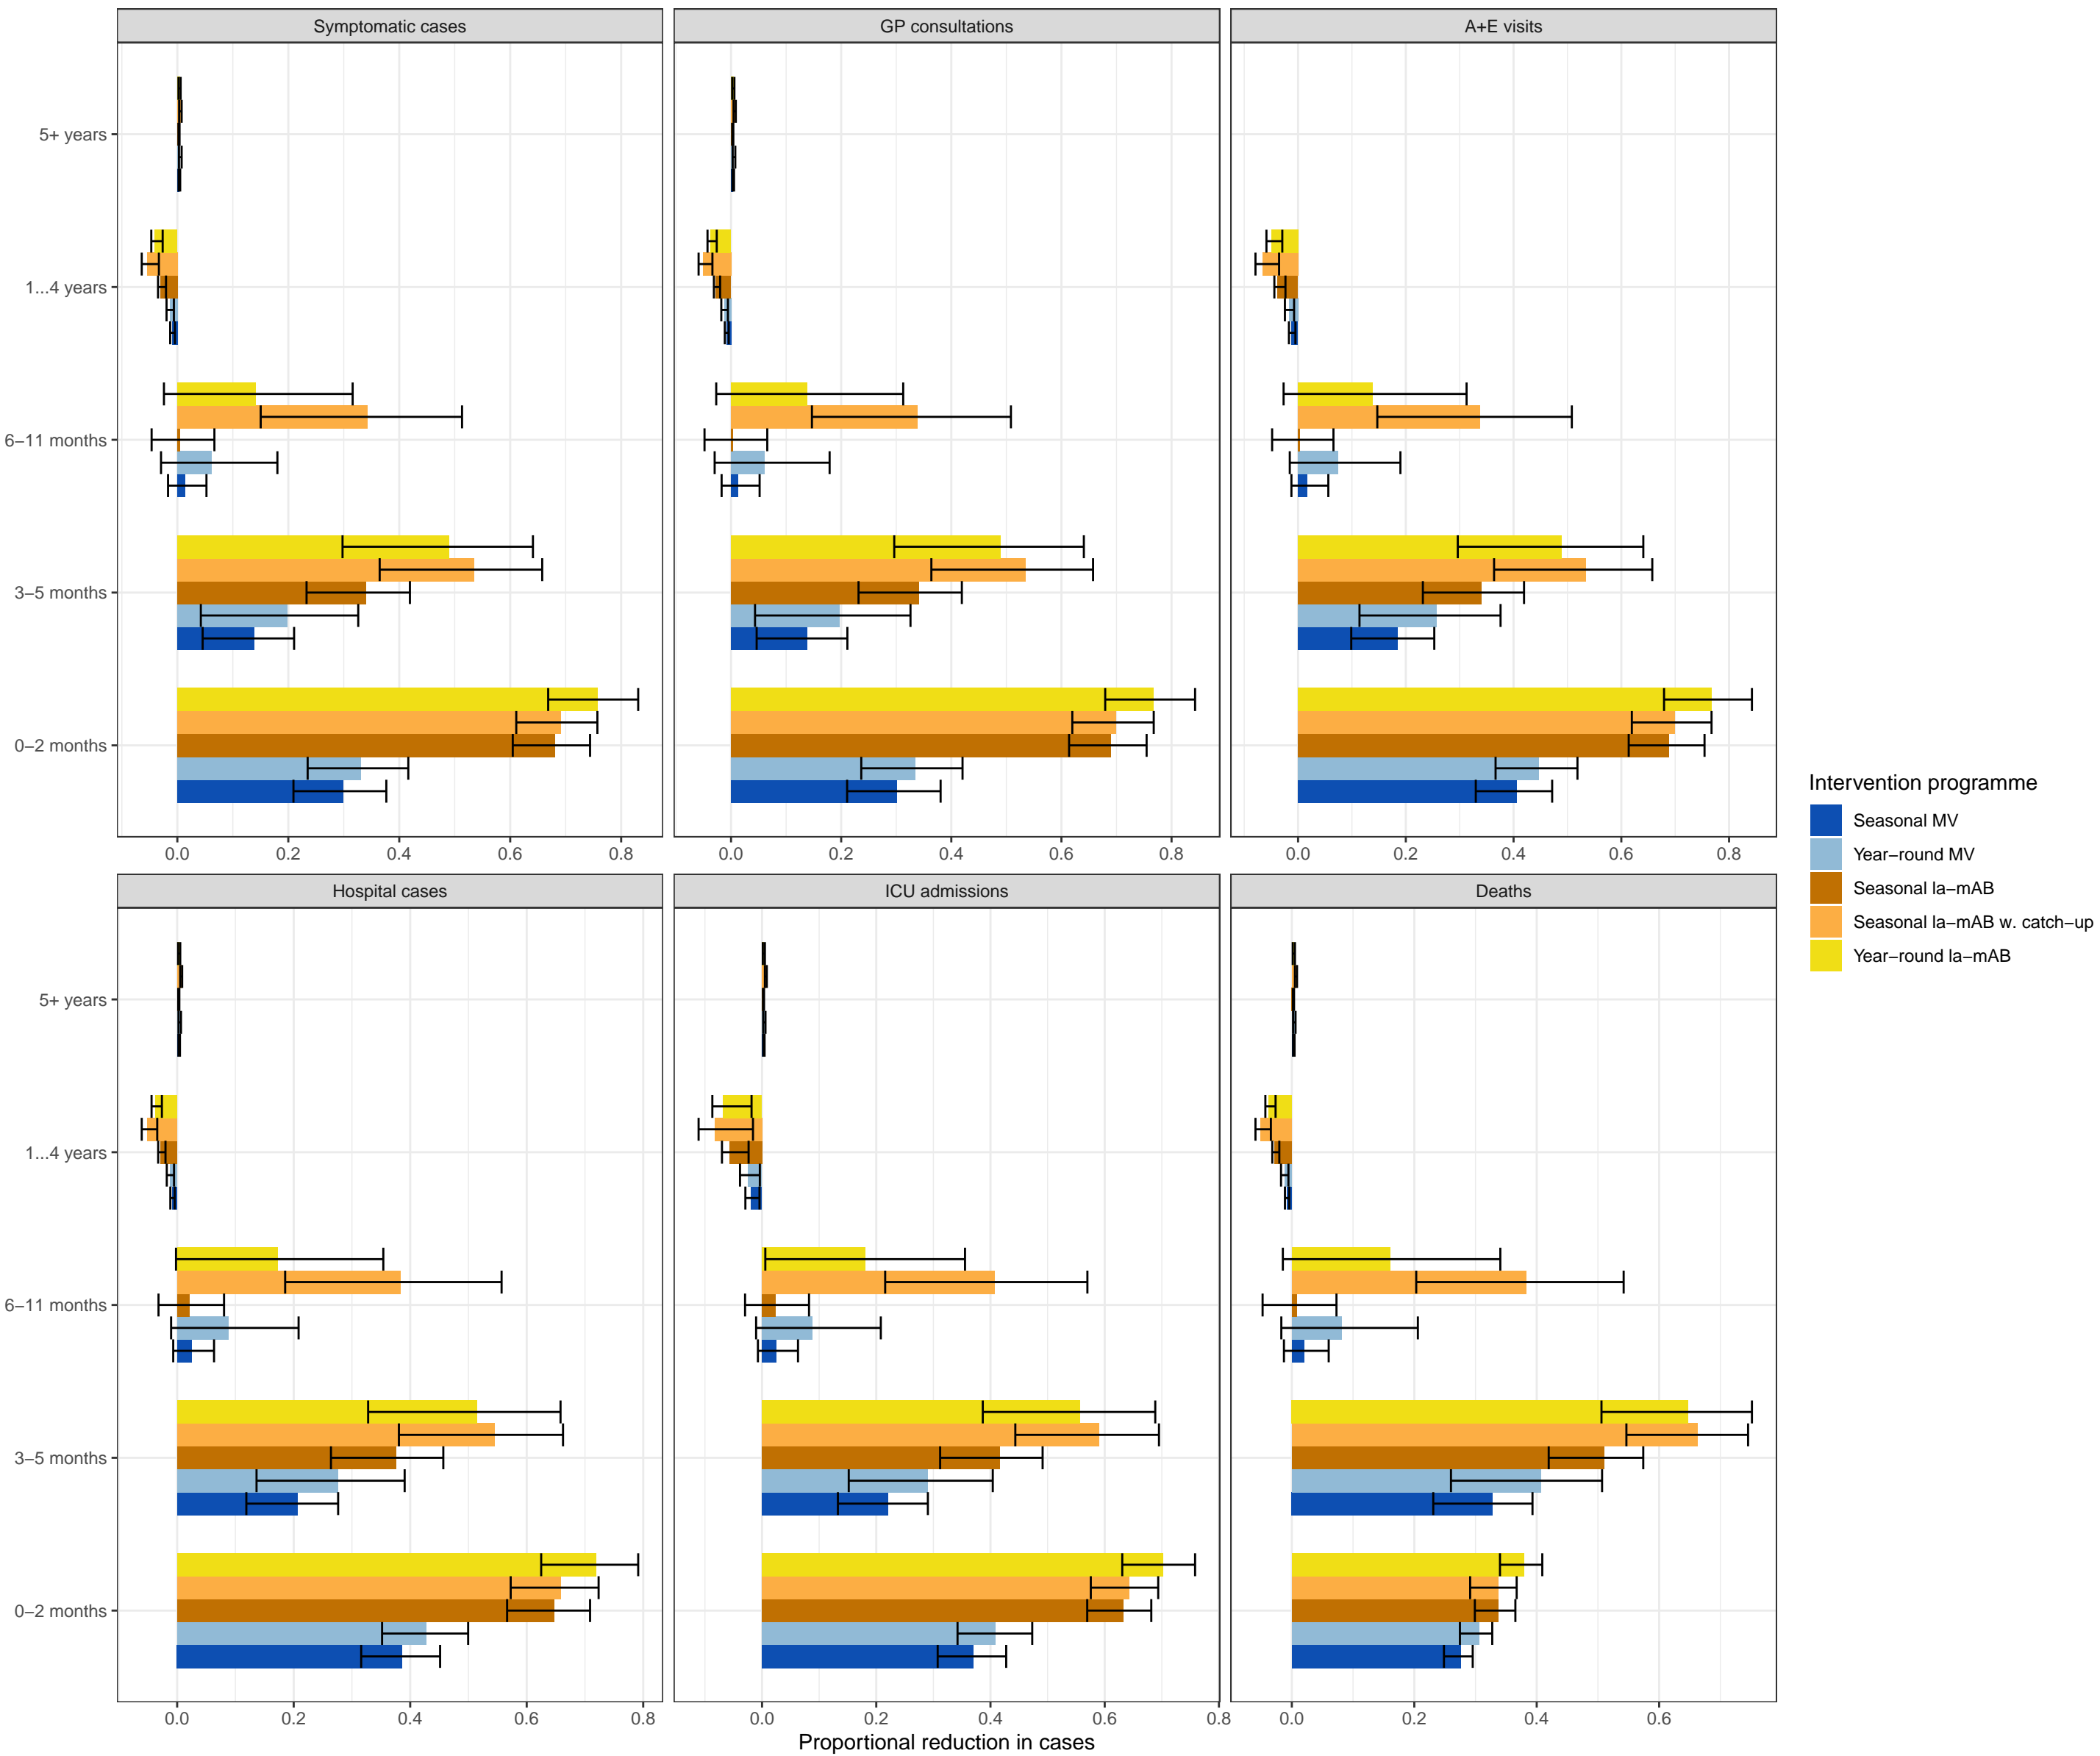 Symptomatic cases
GP consultations
A+E visits
5+ years
1...4 years
6−11 months
3−5 months
0−2 months
0.0 0.2 0.4 0.6 0.8
0.0 0.2 0.4 0.6 0.8
0.0 0.2 0.4 0.6 0.8
Hospital cases
ICU admissions
Deaths
5+ years
1...4 years
6−11 months
3−5 months
0−2 months
0.0 0.2 0.4 0.6 0.8
0.0 0.2 0.4 0.6 0.8
0.0 0.2 0.4 0.6
Proportional reduction in cases
Intervention programme
Seasonal MV
Year−round MV
Seasonal la−mAB
Seasonal la−mAB w. catch−up
Year−round la−mAB